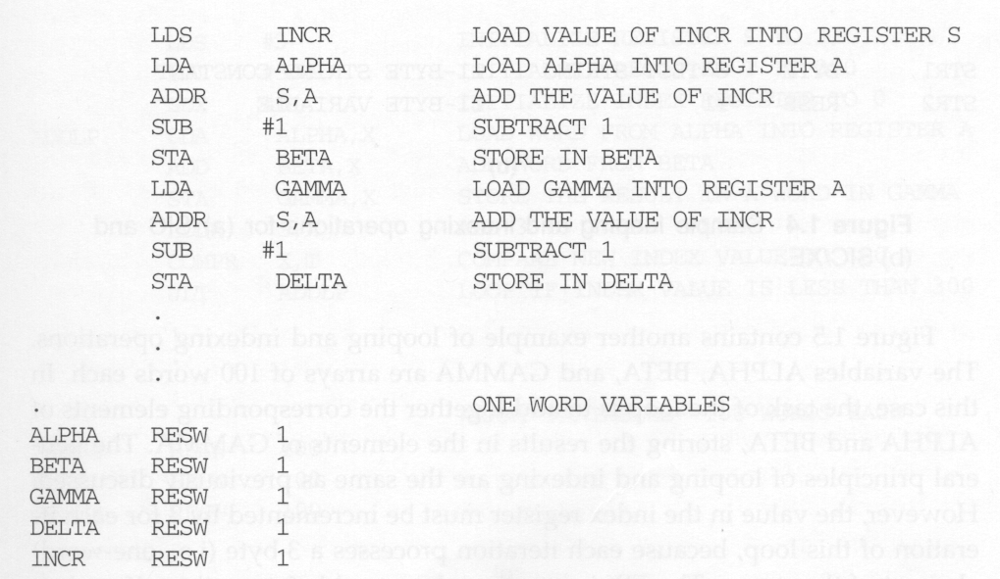 LDS INCR LOAD VALUE OF INCR INTO REGISTER S
LDA ALPHA LOAD ALPHA INTO REGISTER A
ADDR S,A ADD THE VALUE OF INCR
SUB #1 SUBTRACT 1
STA BETA STORE IN BETA
LDA GAMMA LOAD GAMMA INTO REGISTER A
ADDR S,A ADD THE VALUE OF INCR
SUB #1 SUBTRACT 1
STA DELTA STORE IN DELTA
.
.
.
. ONE WORD VARIABLES
ALPHA RESW 1
BETA RESW 1
GAMMA RESW 1
DELTA RESW 1
INCR RESW 1